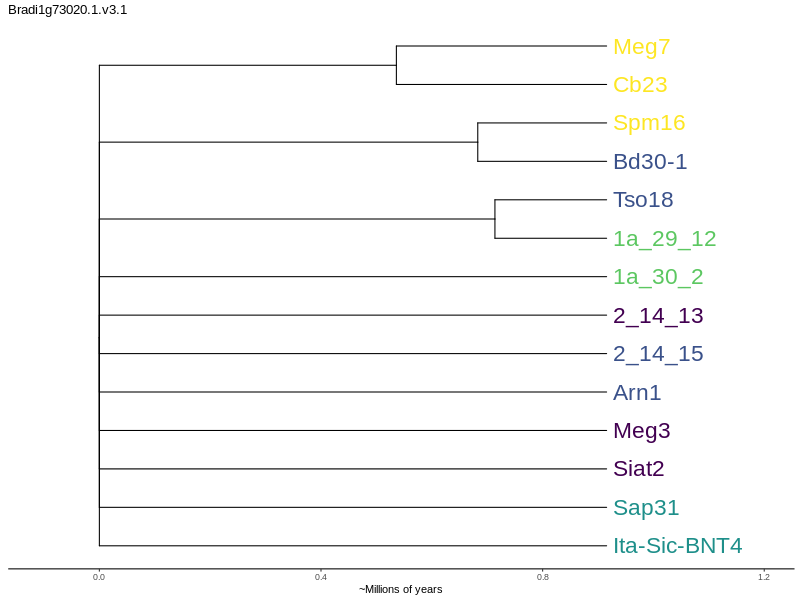 Bradi1g73020.1.v3.1
Meg7
Cb23
Spm16
Bd30-1
Tso18
1a_29_12
1a_30_2
2_14_13
2_14_15
Arn1
Meg3
Siat2
Sap31
Ita-Sic-BNT4
0.0 0.4 0.8 1.2
~Millions of years